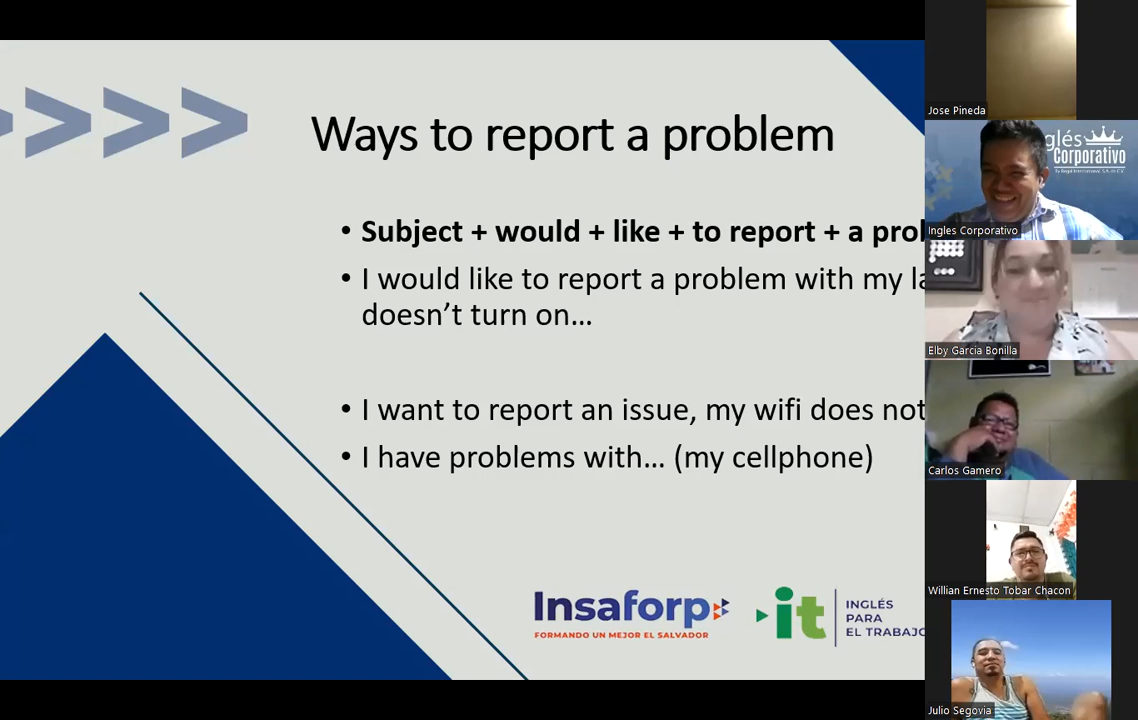 Ways to report a problem
• Subject + would + like + to report + a
• I would like to report a problem with my
doesn’t turn on…
• I want to report an issue, my wifi does not
• I have problems with… (my cellphone)
Insaforp
FORMANDO UN MEJOR EL SALVADOR
it
INGLÉS
PARA
EL TRABAJO
Jose Pineda
glés
Corporativo
Ingles Corporativo
Elby Garcia Bonilla
Carlos Gamero
Willian Ernesto Tobar Chacon
Julio Segovia